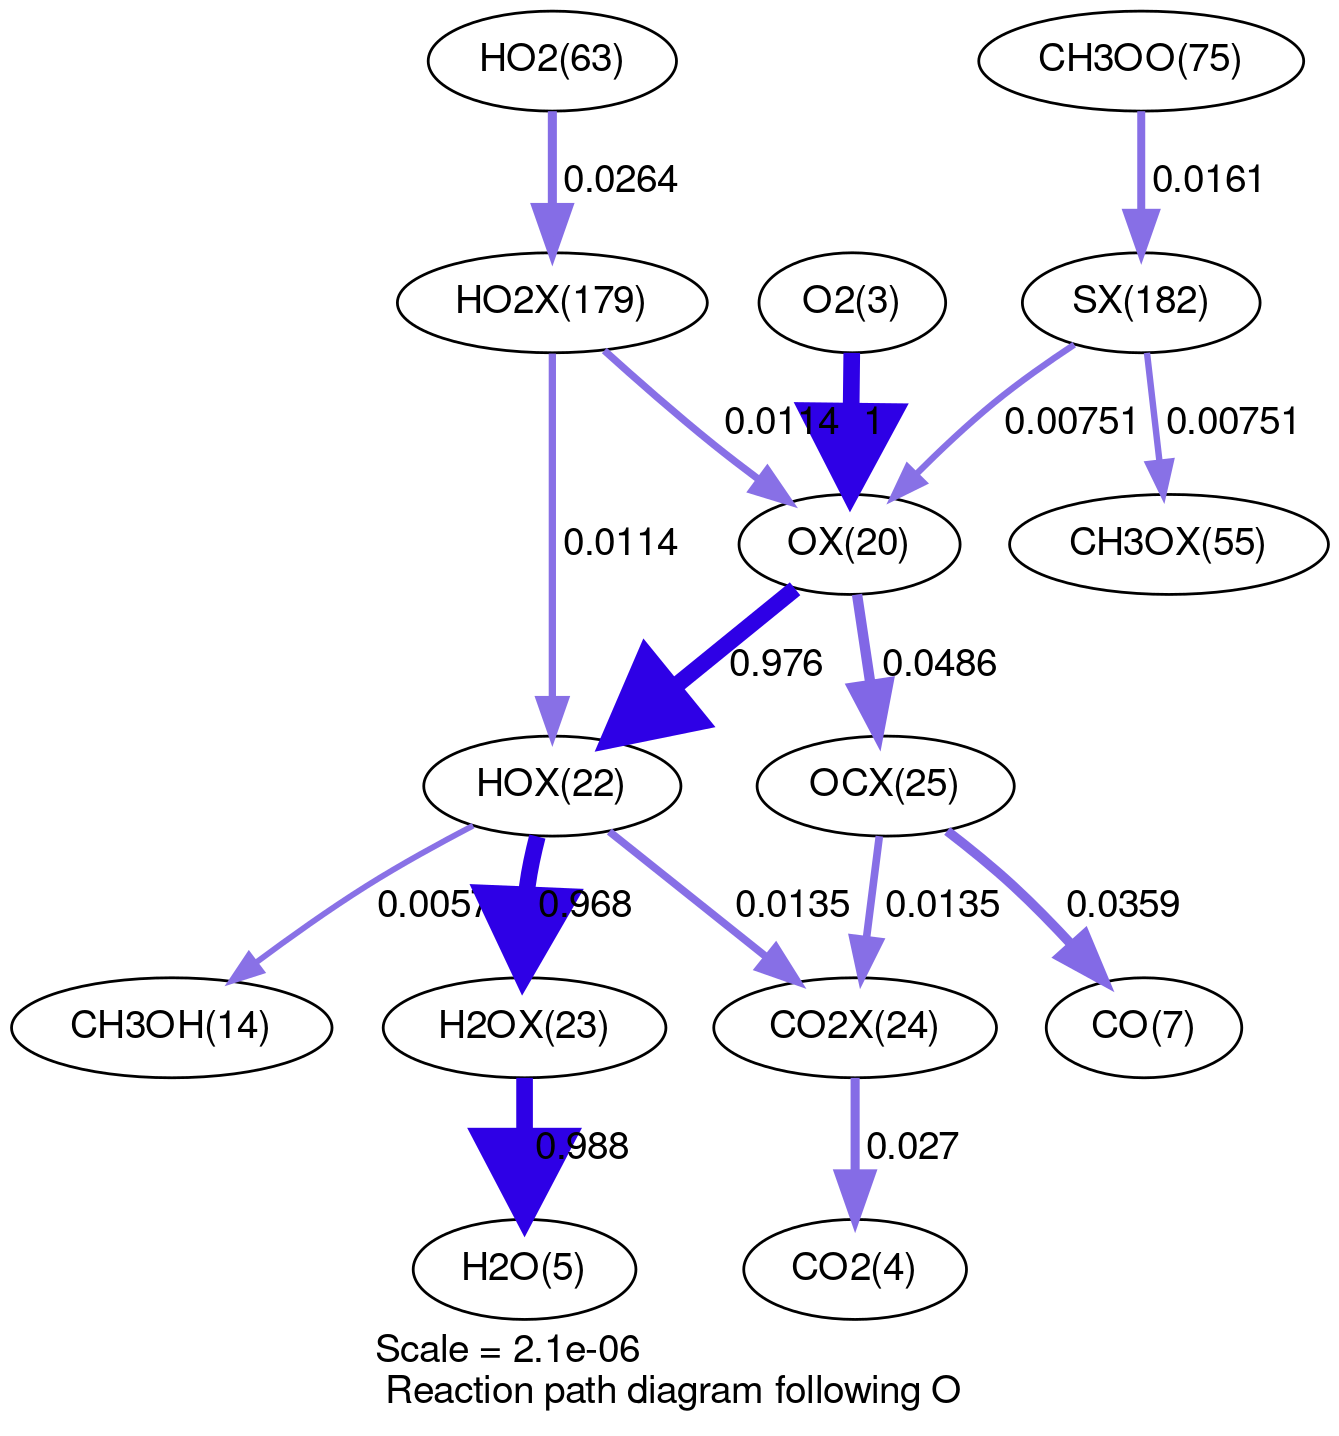 HO2(63)
CH3OO(75)
0.0264
0.0161
HO2X(179)
O2(3)
SX(182)
0.0114
1
0.00751
0.00751
OX(20)
CH3OX(55)
0.0114
0.976
0.0486
HOX(22)
OCX(25)
0.968
0.0135
0.0135
0.0359
CH3OH(14)
H2OX(23)
CO2X(24)
CO(7)
0.988
0.027
H2O(5)
CO2(4)
Scale = 2.1e-06
Reaction path diagram following O